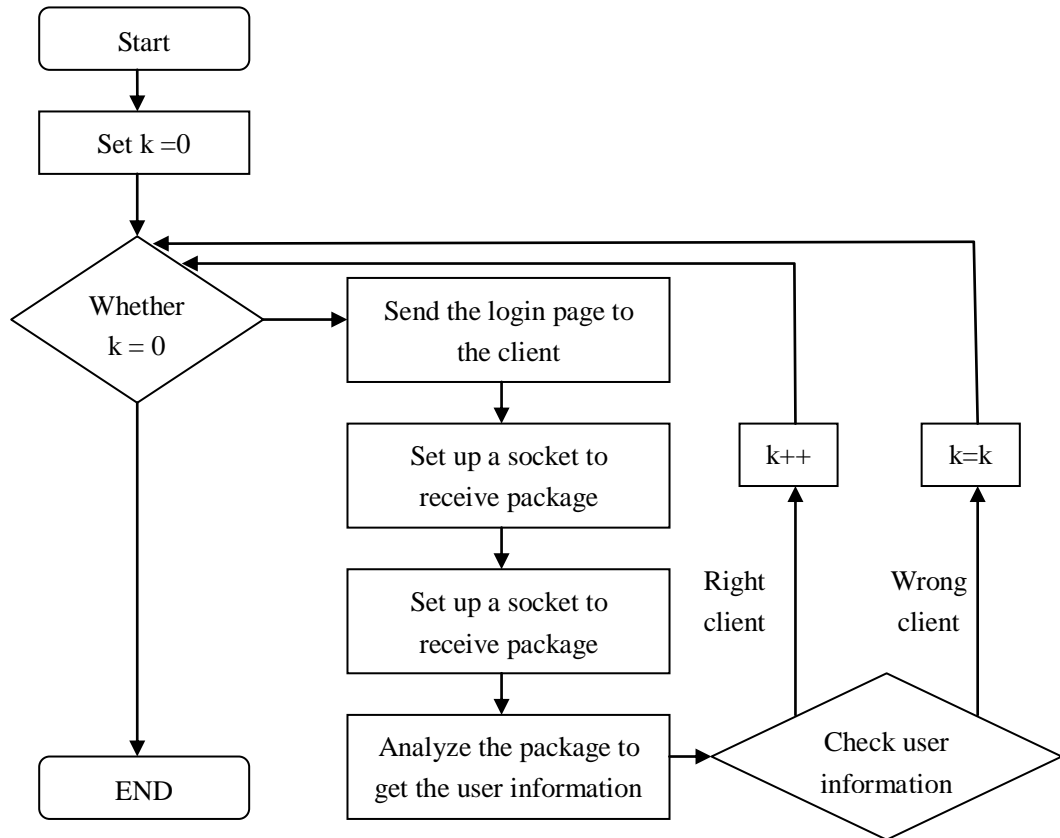 Start
Set k =0
Whether
k = 0
Send the login page to
the client
Set up a socket to
receive package
k++
k=k
Set up a socket to
receive package
Right
client
Wrong
client
Analyze the package to
get the user information
Check user
information
END